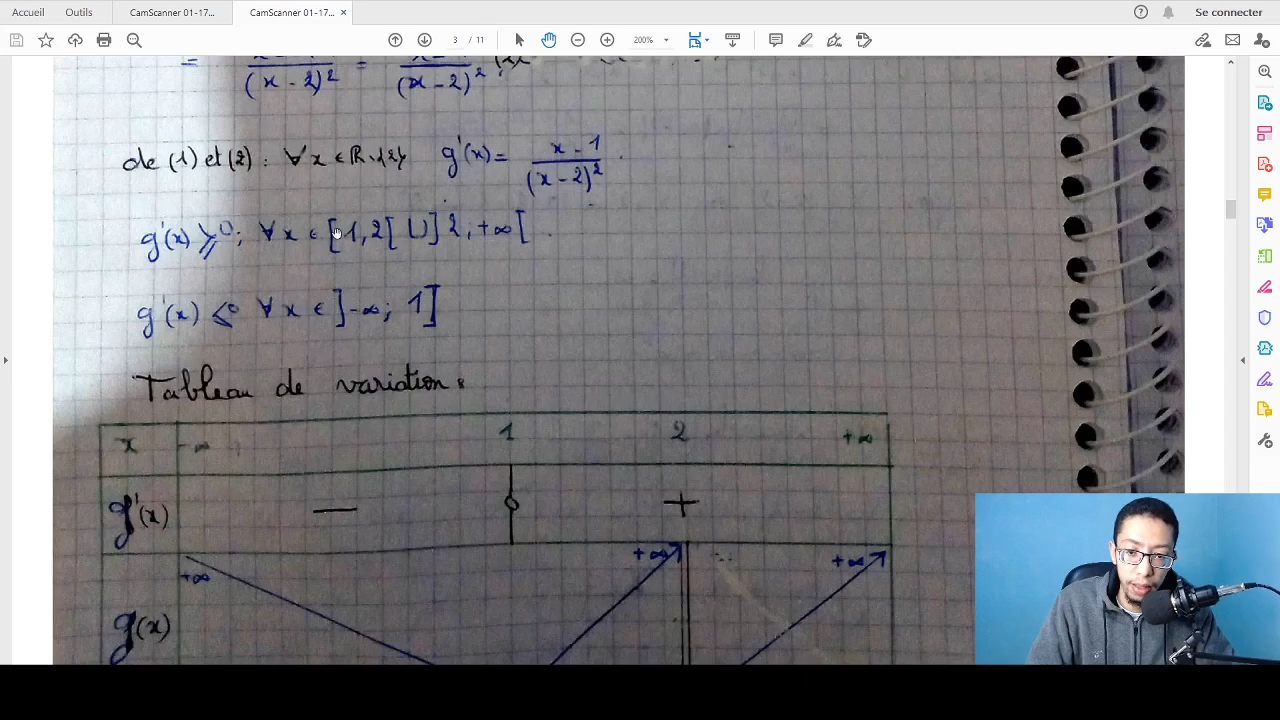 Accueil Outils CamScanner 01-17... CamScanner 01-17... × Se connecter
3 / 11 200%
= (x-2)² = (x-2)²
de (1) et (2) : ∀x ∈ ℝ∖{2} g'(x) = x-1 / (x-2)²
g'(x) ≥ 0; ∀x ∈ [1,2[ ∪ ]2,+∞[
g'(x) ≤ 0 ∀x ∈ ]-∞; 1]
Tableau de variation :
x -∞ 1 2 +∞
g'(x) — 0 +
+∞ +∞ +∞
g(x)